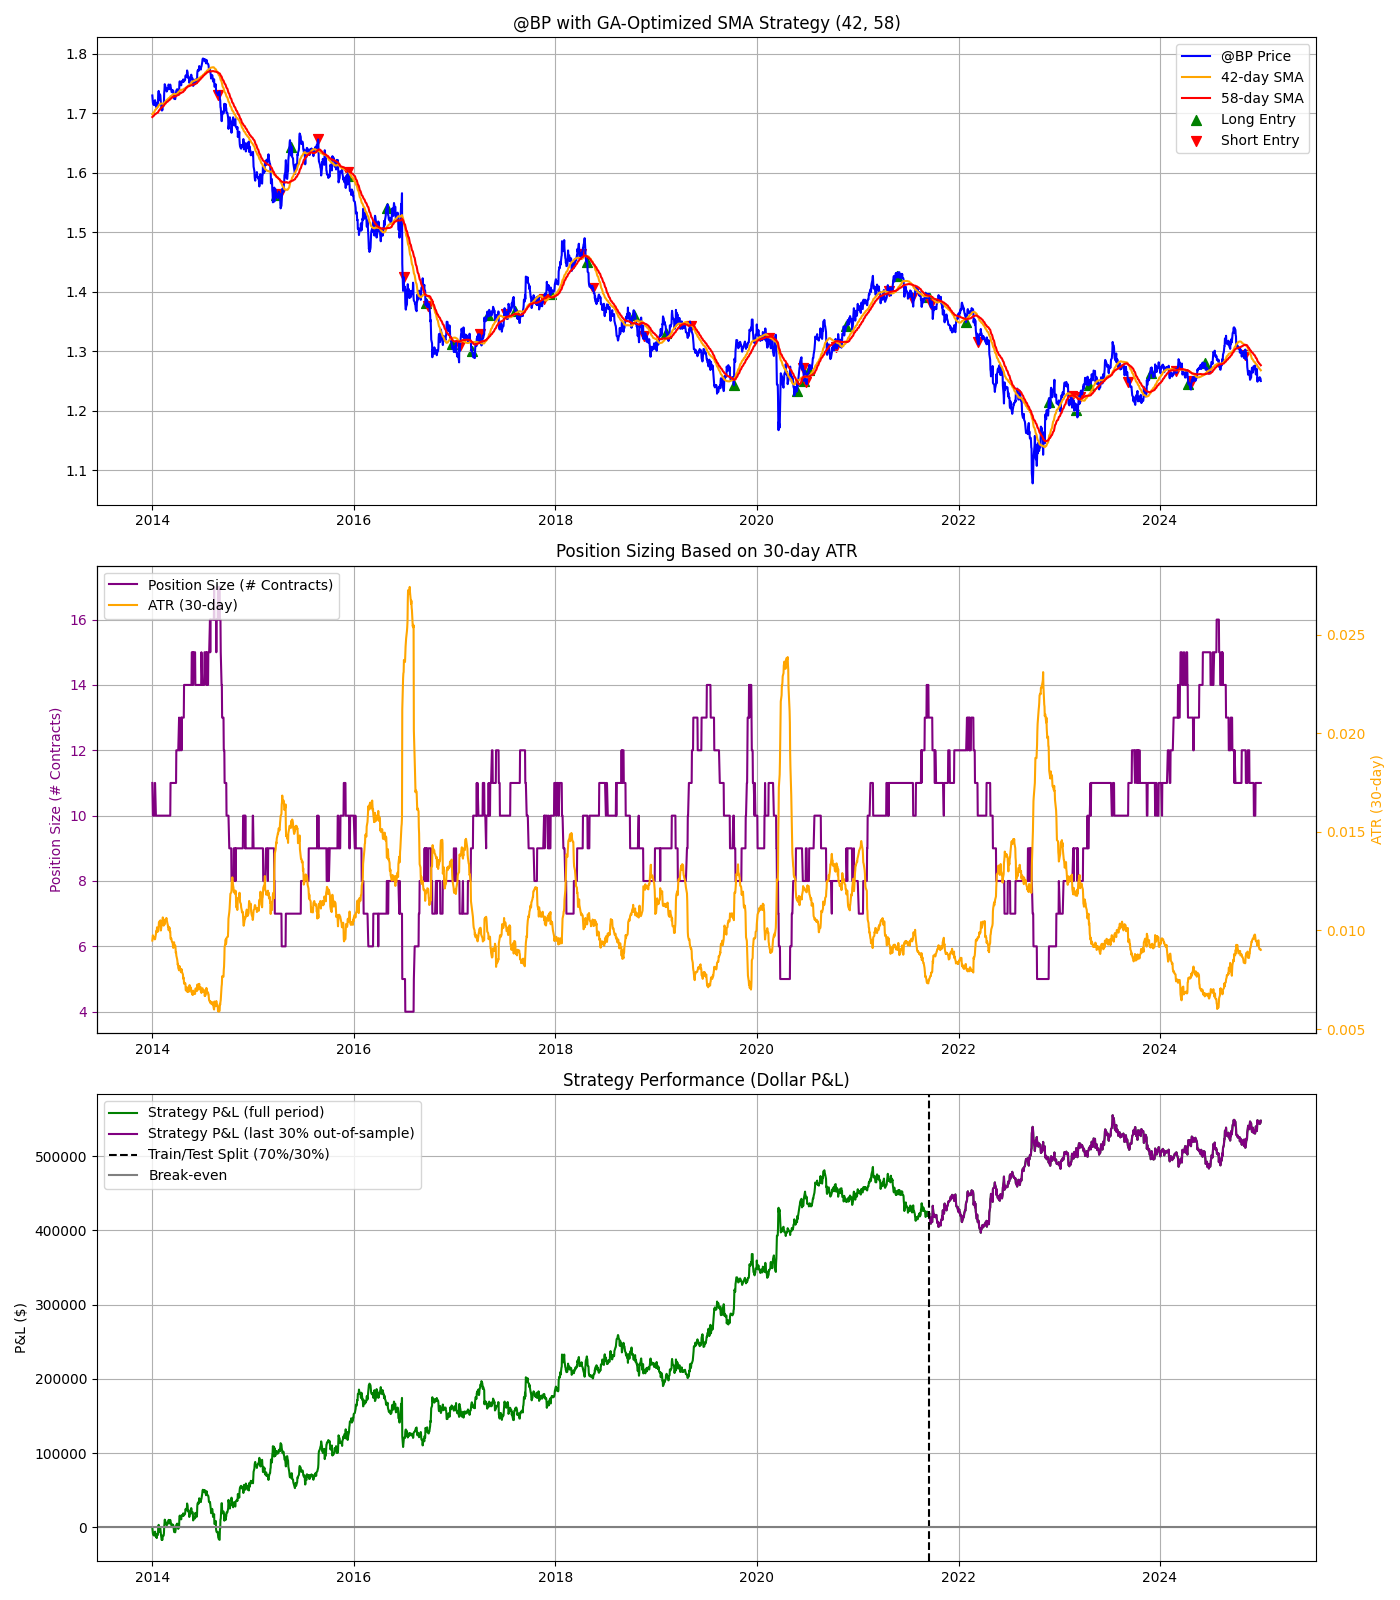 @BP with GA-Optimized SMA Strategy (42, 58)
@BP Price
42-day SMA
58-day SMA
Long Entry
Short Entry
1.8
1.7
1.6
1.5
1.4
1.3
1.2
1.1
2014 2016 2018 2020 2022 2024
Position Sizing Based on 30-day ATR
Position Size (# Contracts)
ATR (30-day)
Position Size (# Contracts)
16
14
12
10
8
6
4
0.025
0.020
0.015
0.010
0.005
ATR (30-day)
2014 2016 2018 2020 2022 2024
Strategy Performance (Dollar P&L)
Strategy P&L (full period)
Strategy P&L (last 30% out-of-sample)
Train/Test Split (70%/30%)
Break-even
P&L ($)
500000
400000
300000
200000
100000
0
2014 2016 2018 2020 2022 2024